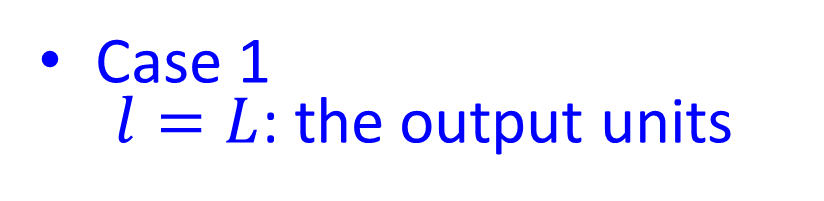 • Case 1
𝑙 = 𝐿: the output units